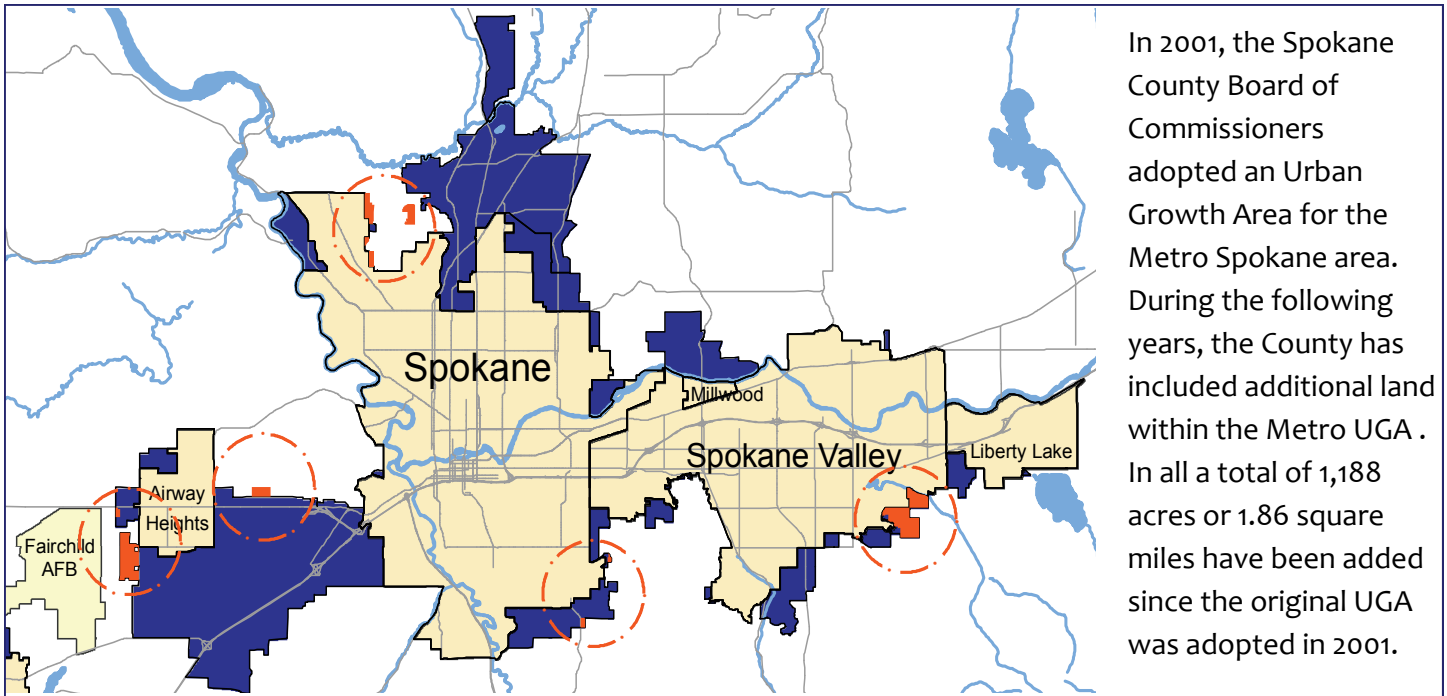 Spokane
Millwood
Spokane Valley
Liberty Lake
Airway
Heights
Fairchild
AFB
In 2001, the Spokane
County Board of
Commissioners
adopted an Urban
Growth Area for the
Metro Spokane area.
During the following
years, the County has
included additional land
within the Metro UGA .
In all a total of 1,188
acres or 1.86 square
miles have been added
since the original UGA
was adopted in 2001.